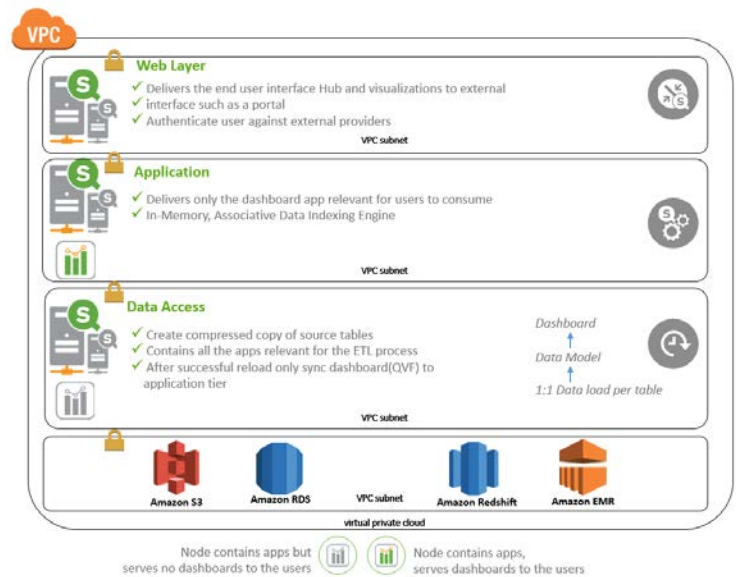 VPC
Web Layer
✓ Delivers the end user interface Hub and visualizations to external
✓ interface such as a portal
✓ Authenticate user against external providers
VPC subnet
Application
✓ Delivers only the dashboard app relevant for users to consume
✓ In-Memory, Associative Data Indexing Engine
VPC subnet
Data Access
✓ Create compressed copy of source tables
✓ Contains all the apps relevant for the ETL process
✓ After successful reload only sync dashboard(QVF) to
application tier
Dashboard
Data Model
1:1 Data load per table
VPC subnet
Amazon S3
Amazon RDS
VPC subnet
Amazon Redshift
Amazon EMR
virtual private cloud
Node contains apps but
serves no dashboards to the users
Node contains apps,
serves dashboards to the users
S
S
S
S
S
S
S
S